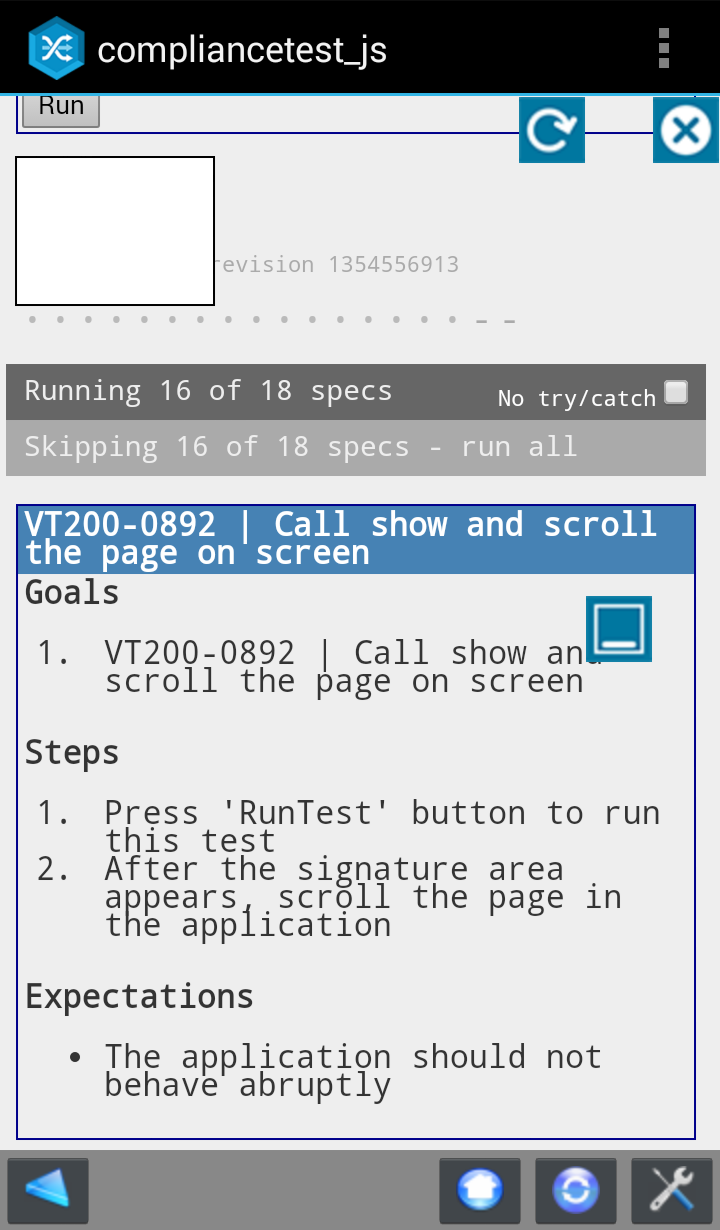 compliancetest_js
Run
revision 1354556913
Running 16 of 18 specs
No try/catch
Skipping 16 of 18 specs - run all
VT200-0892 | Call show and scroll
the page on screen
Goals
1. VT200-0892 | Call show and
scroll the page on screen
Steps
1. Press 'RunTest' button to run
this test
2. After the signature area
appears, scroll the page in
the application
Expectations
• The application should not
behave abruptly